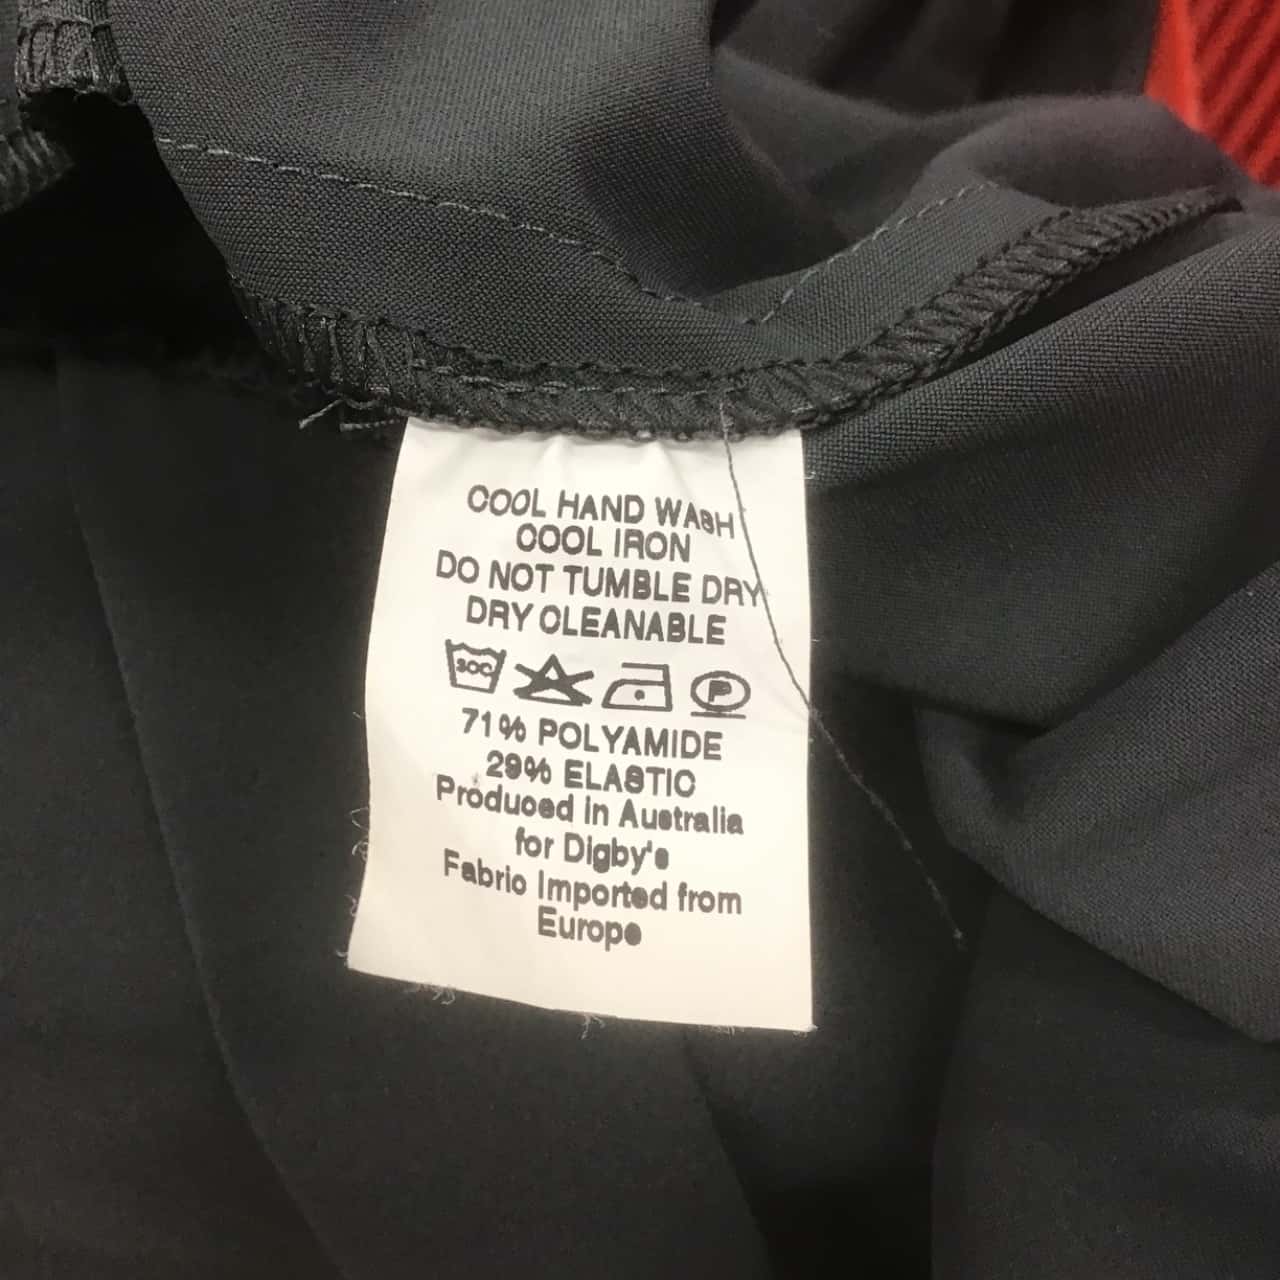 COOL HAND WASH
COOL IRON
DO NOT TUMBLE DRY
DRY CLEANABLE
30C P
71% POLYAMIDE
29% ELASTIC
Produced in Australia
for Digby's
Fabric Imported from
Europe